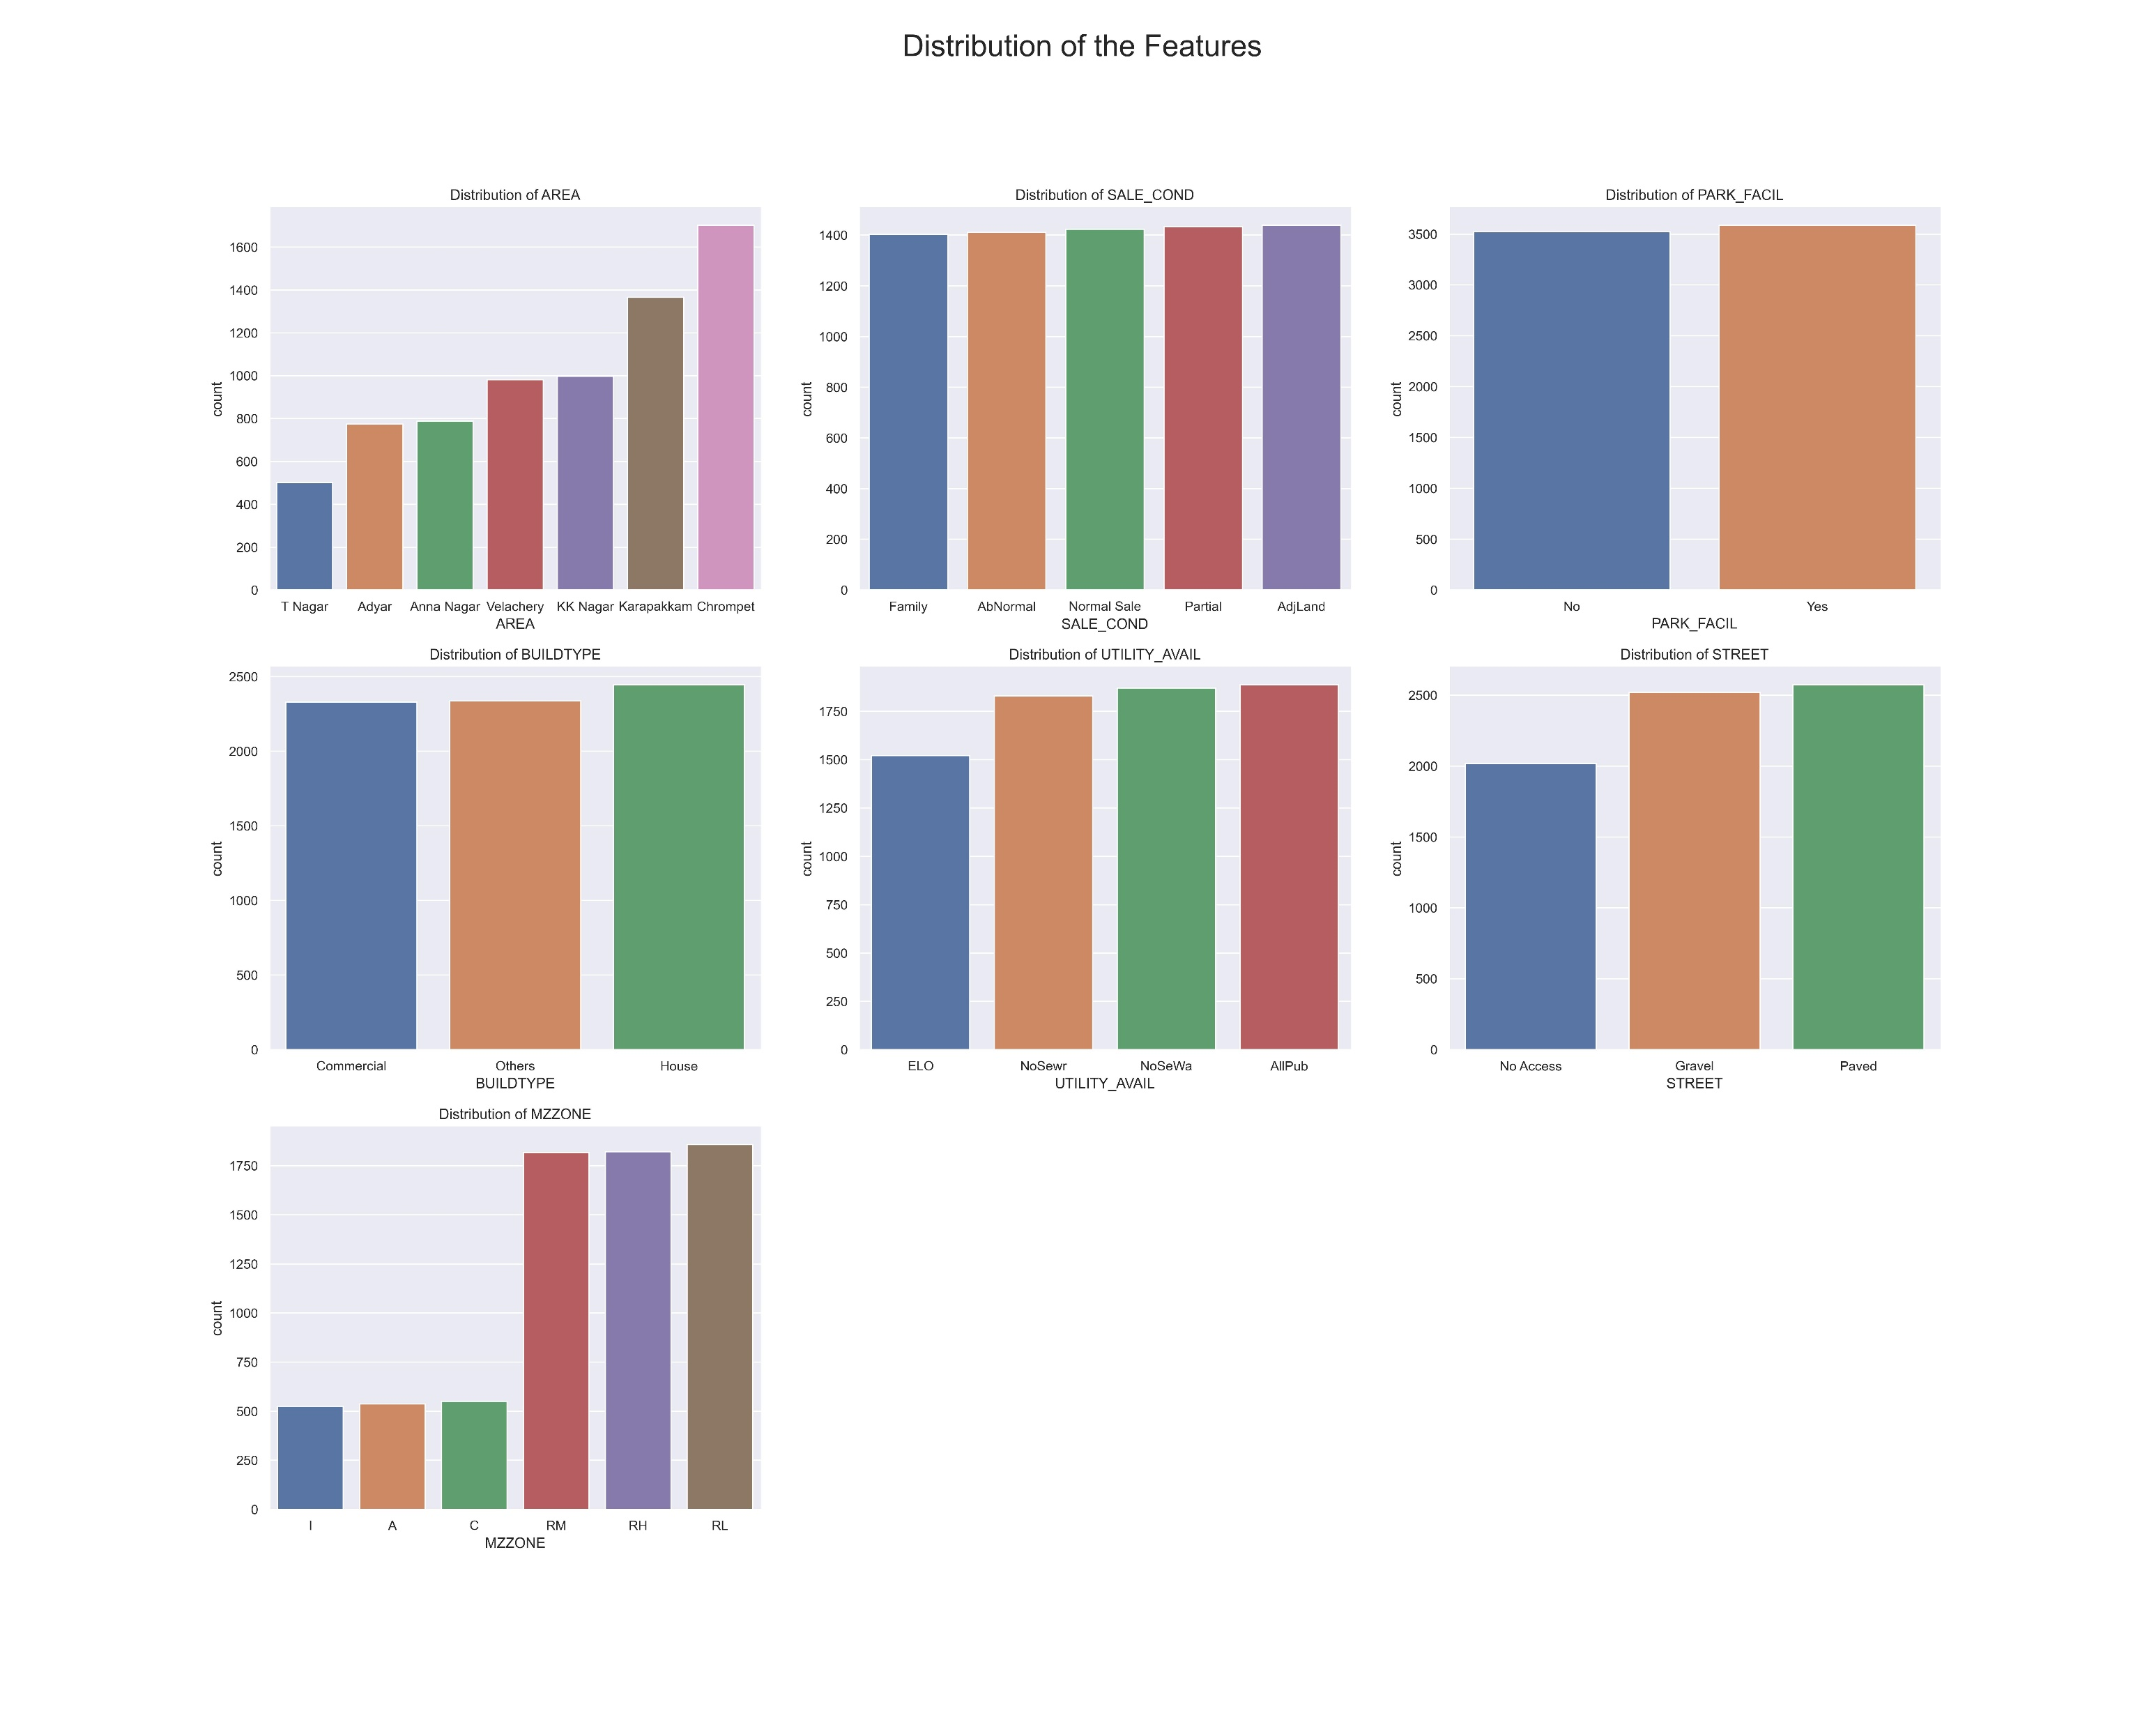 Distribution of the Features
Distribution of AREA
count
1600
1400
1200
1000
800
600
400
200
0
T Nagar Adyar Anna Nagar Velachery KK Nagar Karapakkam Chrompet
AREA
Distribution of SALE_COND
count
1400
1200
1000
800
600
400
200
0
Family AbNormal Normal Sale Partial AdjLand
SALE_COND
Distribution of PARK_FACIL
count
3500
3000
2500
2000
1500
1000
500
0
No Yes
PARK_FACIL
Distribution of BUILDTYPE
count
2500
2000
1500
1000
500
0
Commercial Others House
BUILDTYPE
Distribution of UTILITY_AVAIL
count
1750
1500
1250
1000
750
500
250
0
ELO NoSewr NoSeWa AllPub
UTILITY_AVAIL
Distribution of STREET
count
2500
2000
1500
1000
500
0
No Access Gravel Paved
STREET
Distribution of MZZONE
count
1750
1500
1250
1000
750
500
250
0
I A C RM RH RL
MZZONE